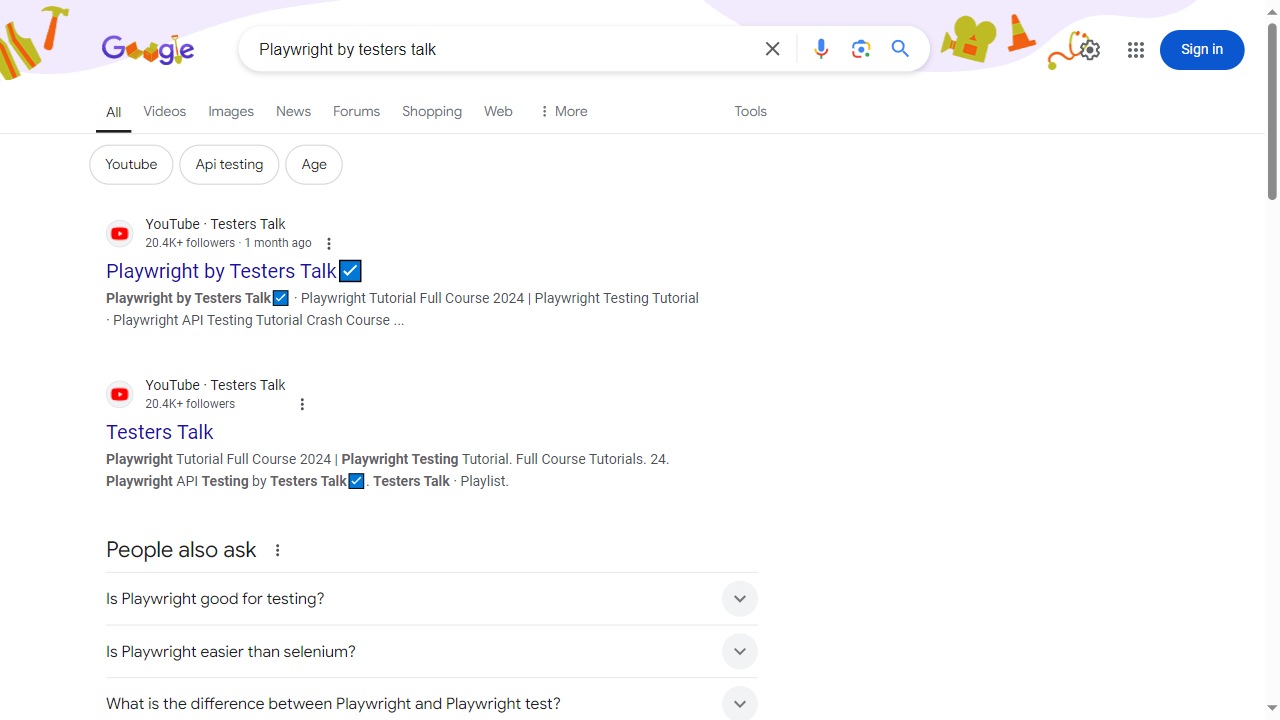 Google
Playwright by testers talk
Sign in
All Videos Images News Forums Shopping Web More Tools
Youtube Api testing Age
YouTube · Testers Talk
20.4K+ followers · 1 month ago
Playwright by Testers Talk☑️
Playwright by Testers Talk☑️ · Playwright Tutorial Full Course 2024 | Playwright Testing Tutorial
· Playwright API Testing Tutorial Crash Course ...
YouTube · Testers Talk
20.4K+ followers
Testers Talk
Playwright Tutorial Full Course 2024 | Playwright Testing Tutorial. Full Course Tutorials. 24.
Playwright API Testing by Testers Talk☑️. Testers Talk · Playlist.
People also ask
Is Playwright good for testing?
Is Playwright easier than selenium?
What is the difference between Playwright and Playwright test?